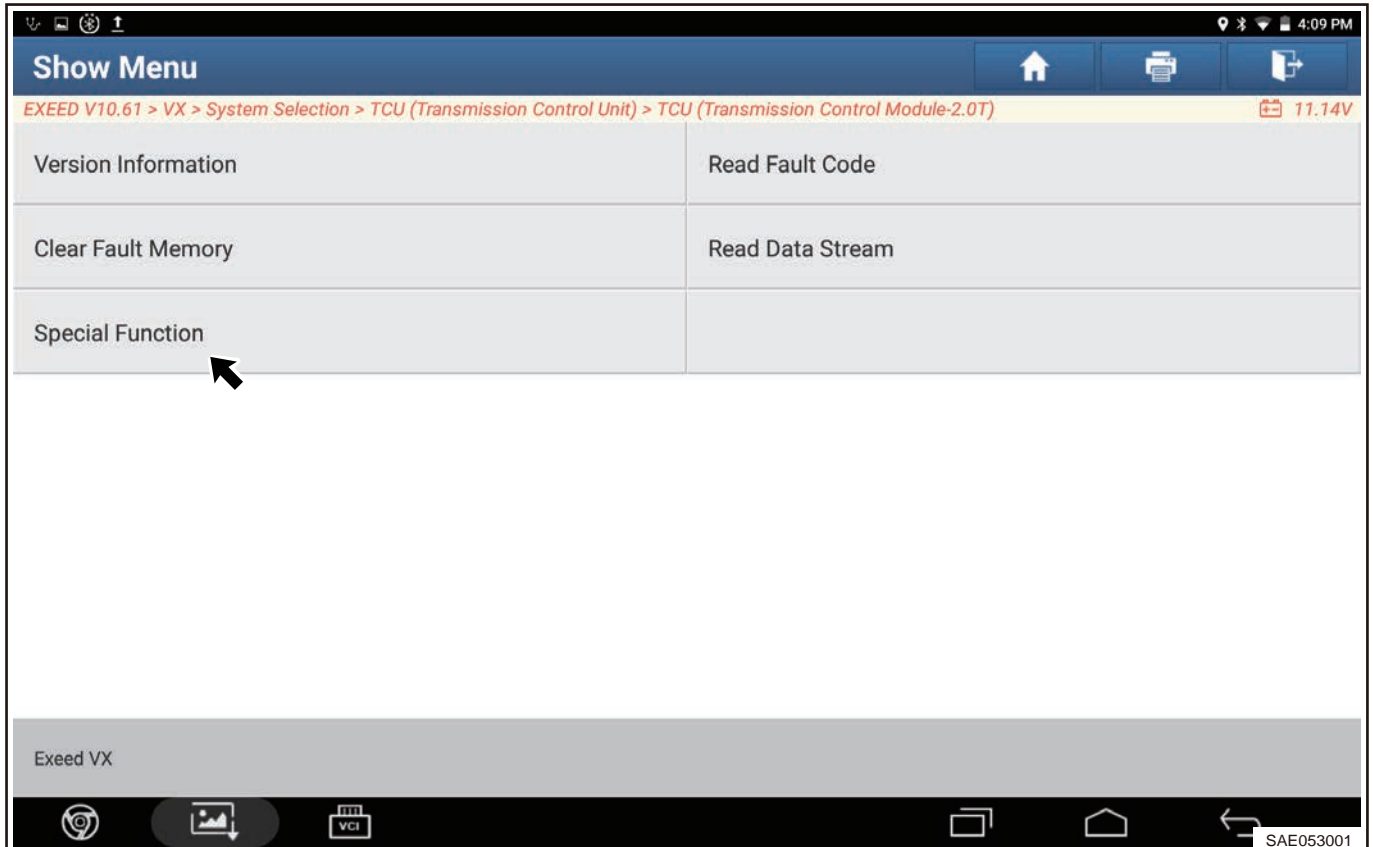 4:09 PM
Show Menu
EXEED V10.61 > VX > System Selection > TCU (Transmission Control Unit) > TCU (Transmission Control Module-2.0T)
11.14V
Version Information
Read Fault Code
Clear Fault Memory
Read Data Stream
Special Function
Exeed VX
VCI
SAE053001